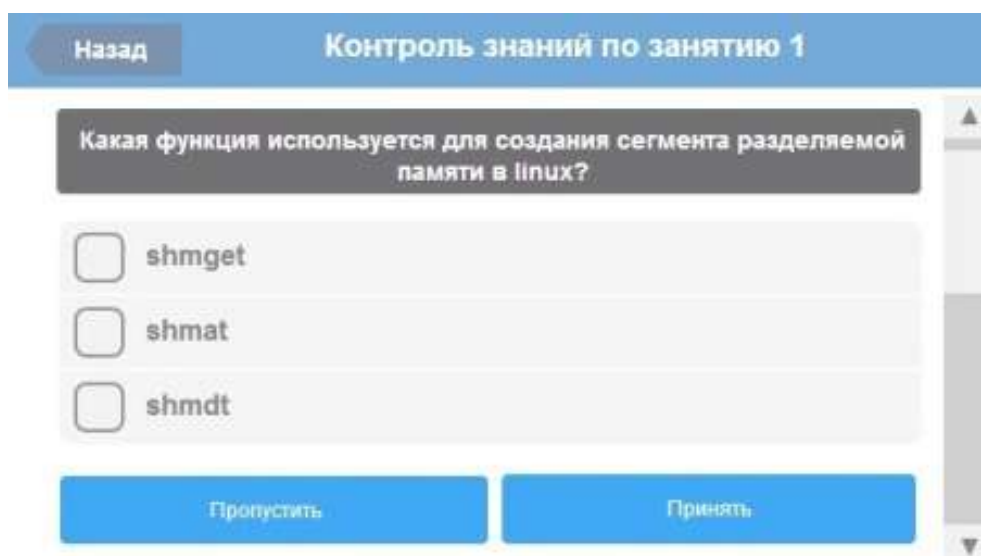 Назад
Контроль знаний по занятию 1
Какая функция используется для создания сегмента разделяемой
памяти в linux?
shmget
shmat
shmdt
Пропустить
Принять